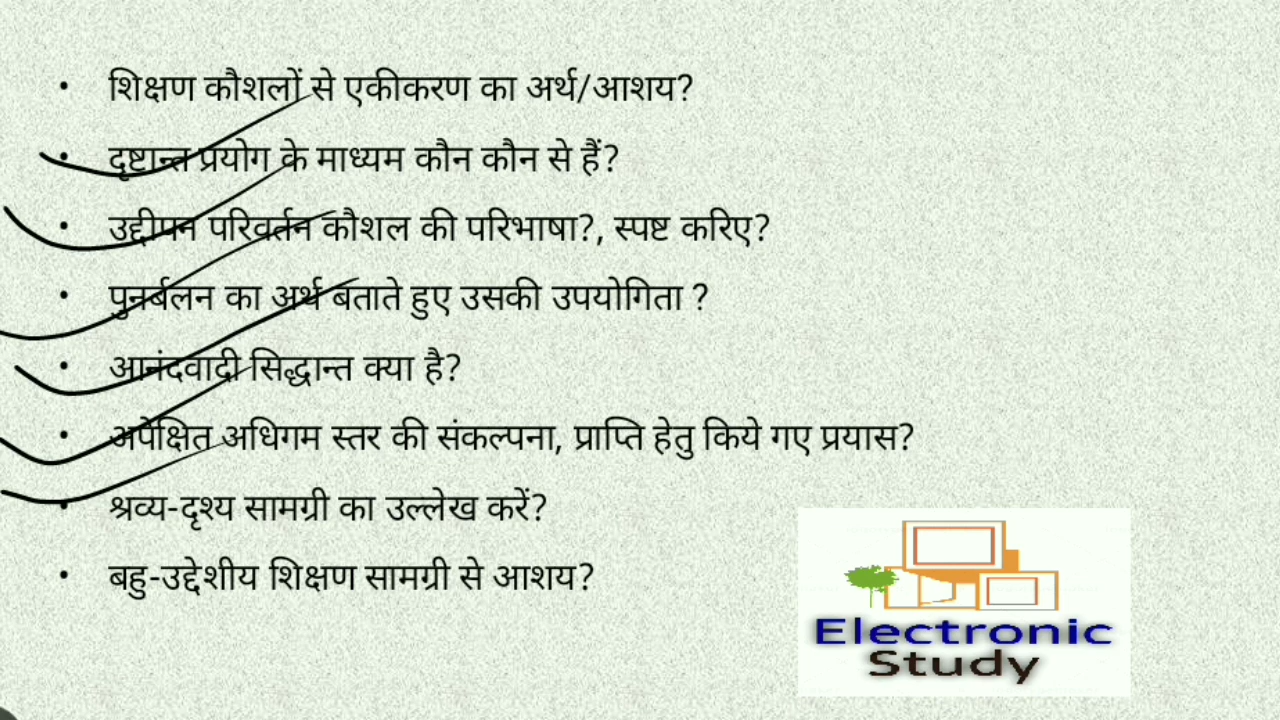 • शिक्षण कौशलों से एकीकरण का अर्थ/आशय?
• दृष्टान्त प्रयोग के माध्यम कौन कौन से हैं?
• उद्दीपन परिवर्तन कौशल की परिभाषा?, स्पष्ट करिए?
• पुनर्बलन का अर्थ बताते हुए उसकी उपयोगिता ?
• आनंदवादी सिद्धान्त क्या है?
• अपेक्षित अधिगम स्तर की संकल्पना, प्राप्ति हेतु किये गए प्रयास?
• श्रव्य-दृश्य सामग्री का उल्लेख करें?
• बहु-उद्देशीय शिक्षण सामग्री से आशय?
Electronic
Study